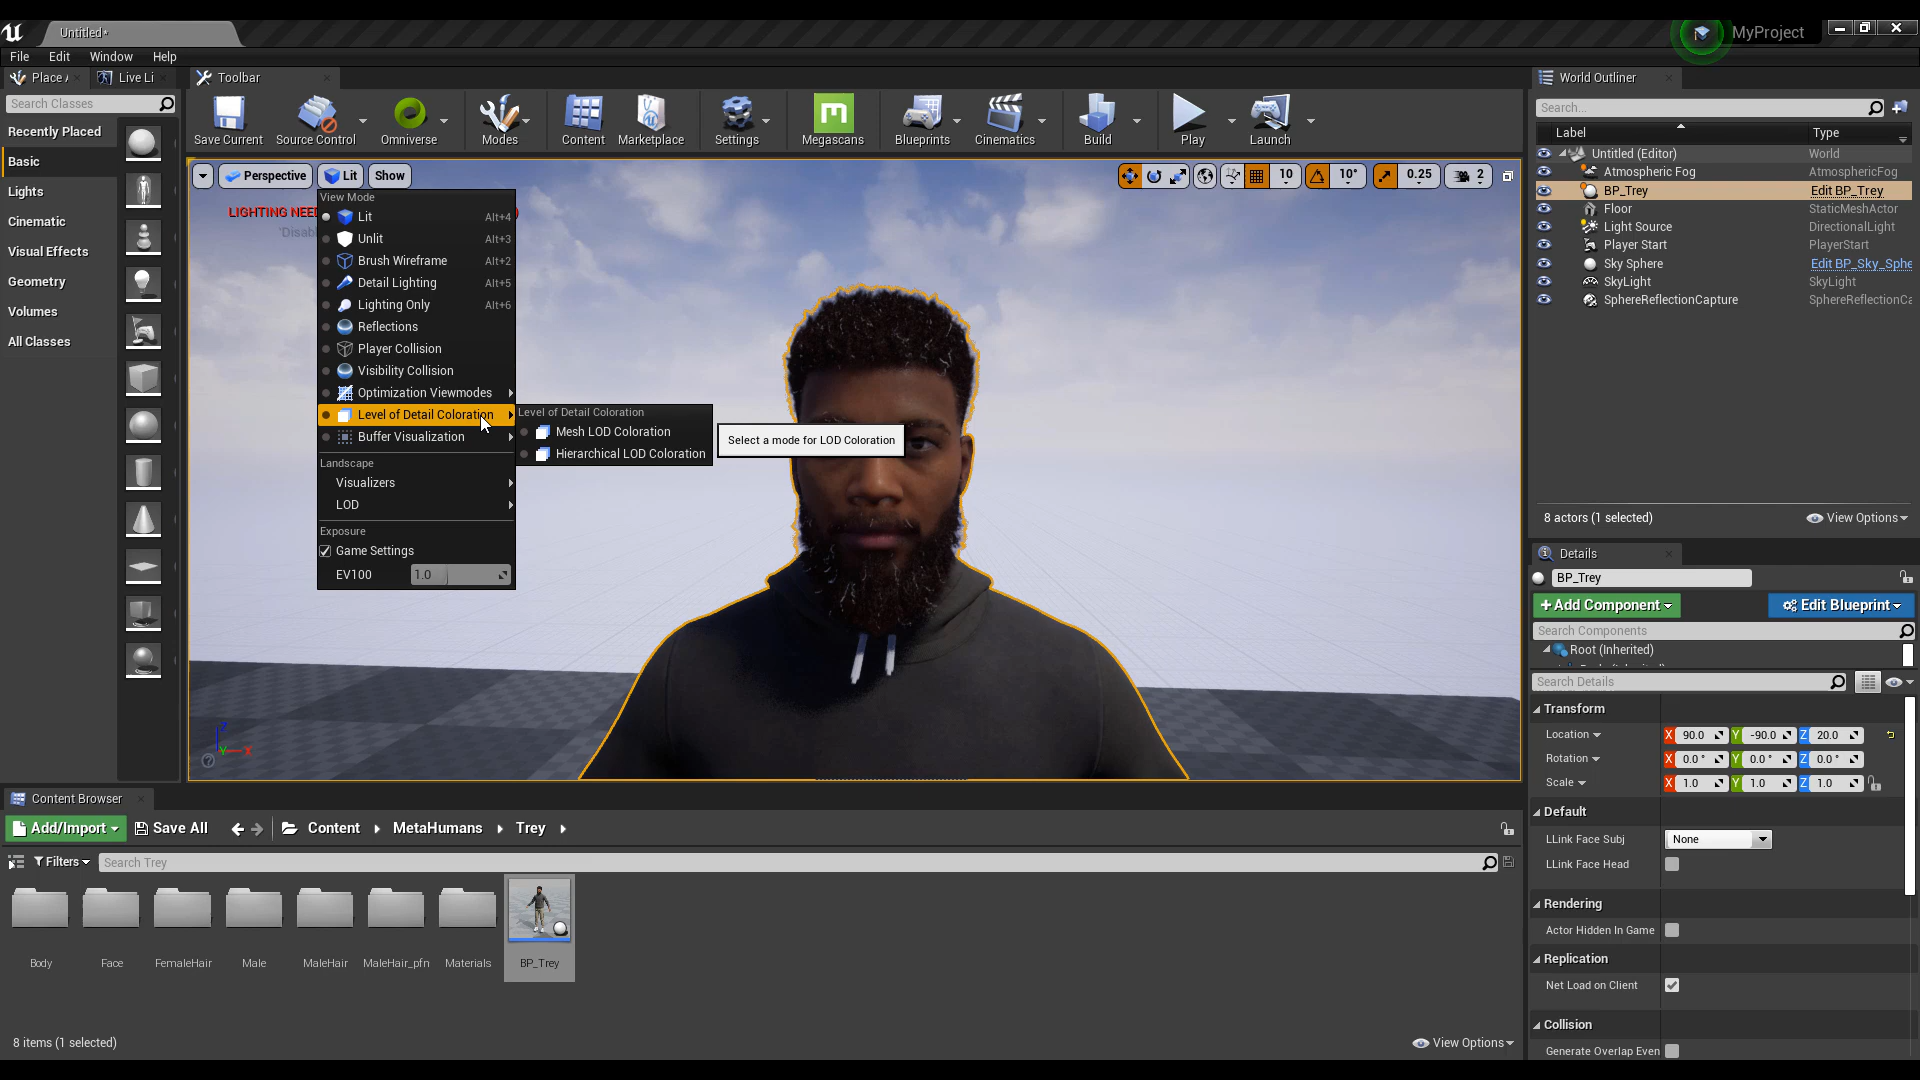 Untitled*
MyProject
File Edit Window Help
Place A Live Li Toolbar World Outliner
Search Classes
Recently Placed
Basic
Lights
Cinematic
Visual Effects
Geometry
Volumes
All Classes
Save Current Source Control Omniverse Modes Content Marketplace Settings Megascans Blueprints Cinematics Build Play Launch
Perspective Lit Show
10 10° 0.25 2
LIGHTING NEE )
'Disabl
View Mode
Lit Alt+4
Unlit Alt+3
Brush Wireframe Alt+2
Detail Lighting Alt+5
Lighting Only Alt+6
Reflections
Player Collision
Visibility Collision
Optimization Viewmodes
Level of Detail Coloration
Buffer Visualization
Landscape
Visualizers
LOD
Exposure
Game Settings
EV100 1.0
Level of Detail Coloration
Mesh LOD Coloration
Hierarchical LOD Coloration
Select a mode for LOD Coloration
Search...
Label Type
Untitled (Editor) World
Atmospheric Fog AtmosphericFog
BP_Trey Edit BP_Trey
Floor StaticMeshActor
Light Source DirectionalLight
Player Start PlayerStart
Sky Sphere Edit BP_Sky_Sphe
SkyLight SkyLight
SphereReflectionCapture SphereReflectionCa
8 actors (1 selected) View Options
Details
BP_Trey
+Add Component Edit Blueprint
Search Components
Root (Inherited)
Search Details
Transform
Location X 90.0 Y -90.0 Z 20.0
Rotation X 0.0° Y 0.0° Z 0.0°
Scale X 1.0 Y 1.0 Z 1.0
Default
LLink Face Subj None
LLink Face Head
Rendering
Actor Hidden In Game
Replication
Net Load on Client
Collision
Generate Overlap Even
Content Browser
Add/Import Save All Content MetaHumans Trey
Filters Search Trey
Body Face FemaleHair Male MaleHair MaleHair_pfn Materials BP_Trey
8 items (1 selected) View Options